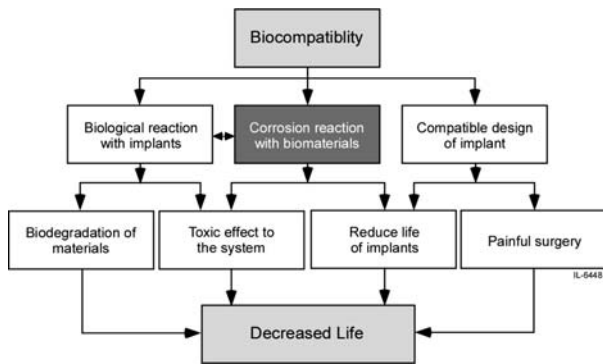 Biocompatiblity
Biological reaction
with implants
Corrosion reaction
with biomaterials
Compatible design
of implant
Biodegradation of
materials
Toxic effect to
the system
Reduce life
of implants
Painful surgery
IL-6448
Decreased Life